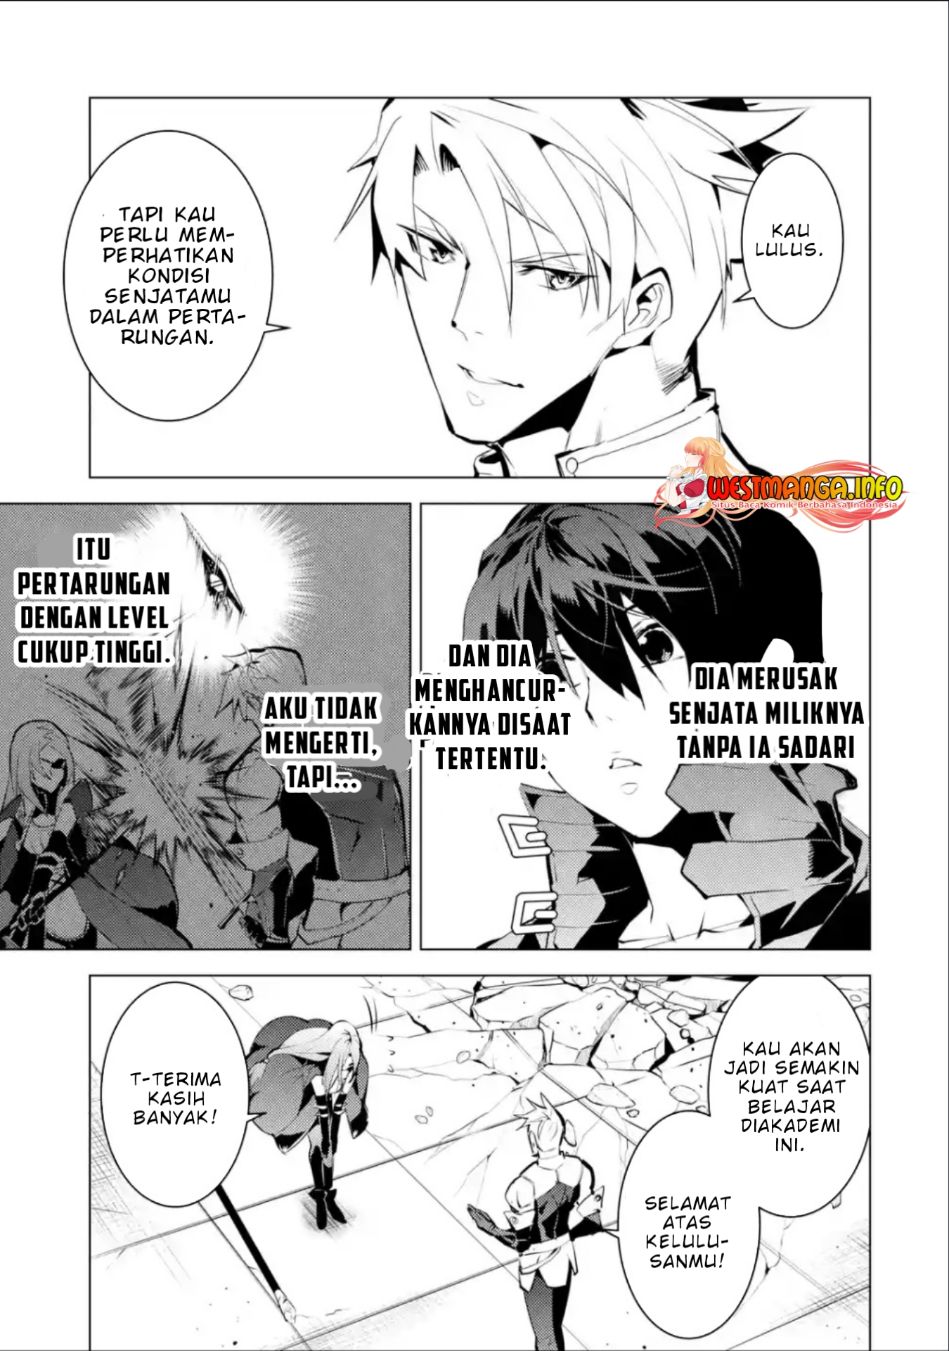 KAU
LULUS.
TAPI KAU
PERLU MEM-
PERHATIKAN
KONDISI
SENJATAMU
DALAM PERTA-
RUNGAN.
WESTMANGA.INFO
Situs Baca Komik Berbahasa Indonesia
DIA MERUSAK
SENJATA MILIKNYA
TANPA IA SADARI
DAN DIA
MENGHANCUR-
KANNYA DISAAT
TERTENTU.
ITU
PERTARUNGAN
DENGAN LEVEL
CUKUP TINGGI.
AKU TIDAK
MENGERTI,
TAPI...
KAU AKAN
JADI SEMAKIN
KUAT SAAT
BELAJAR
DIAKADEMI
INI.
SELAMAT
ATAS
KELULU-
SANMU!
T-TERIMA
KASIH
BANYAK!